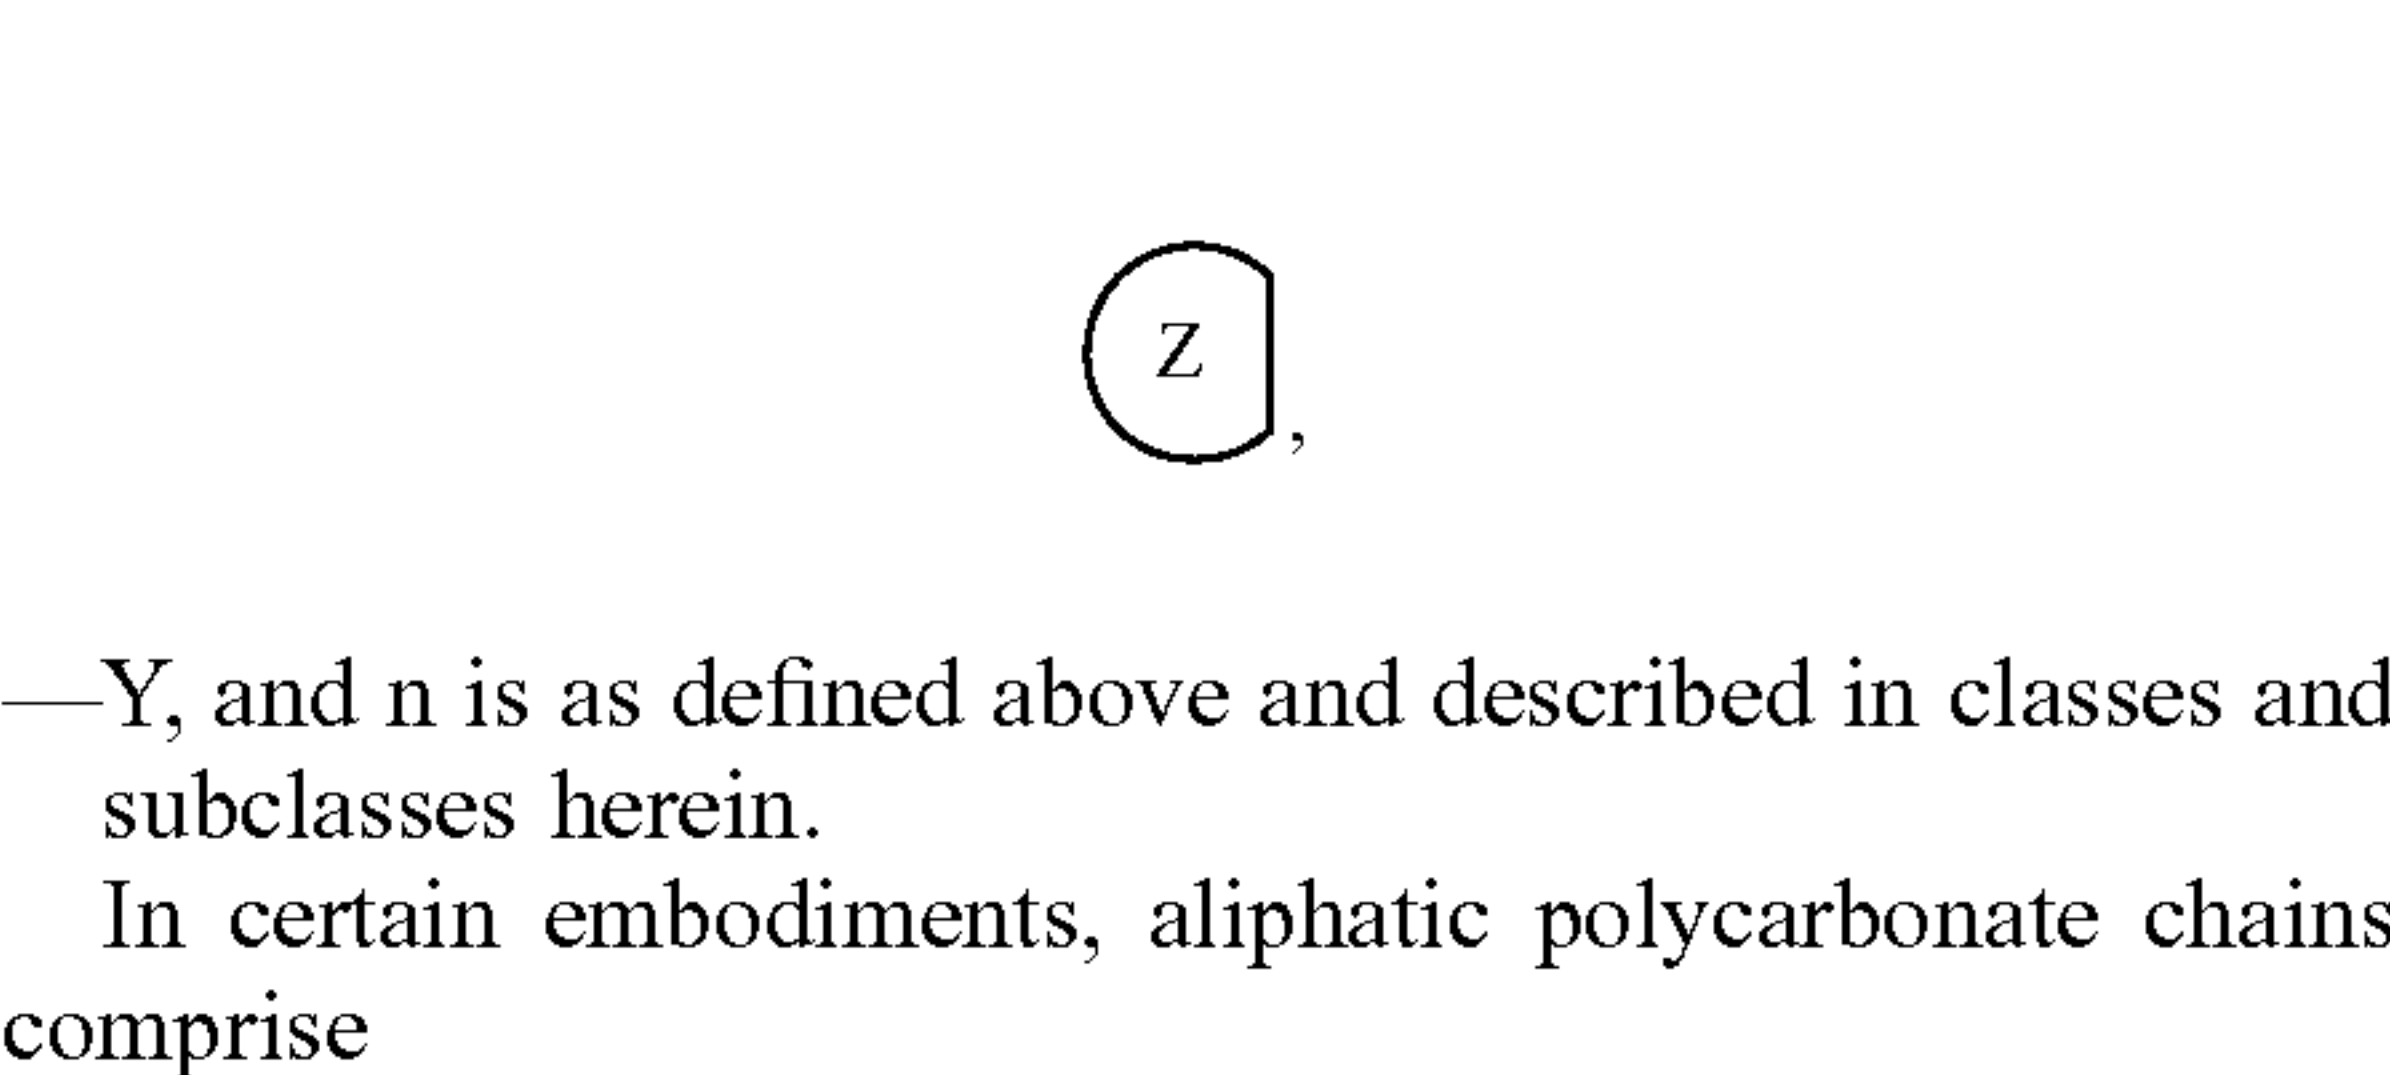 Z ,
—Y, and n is as defined above and described in classes and
subclasses herein.
In certain embodiments, aliphatic polycarbonate chains
comprise